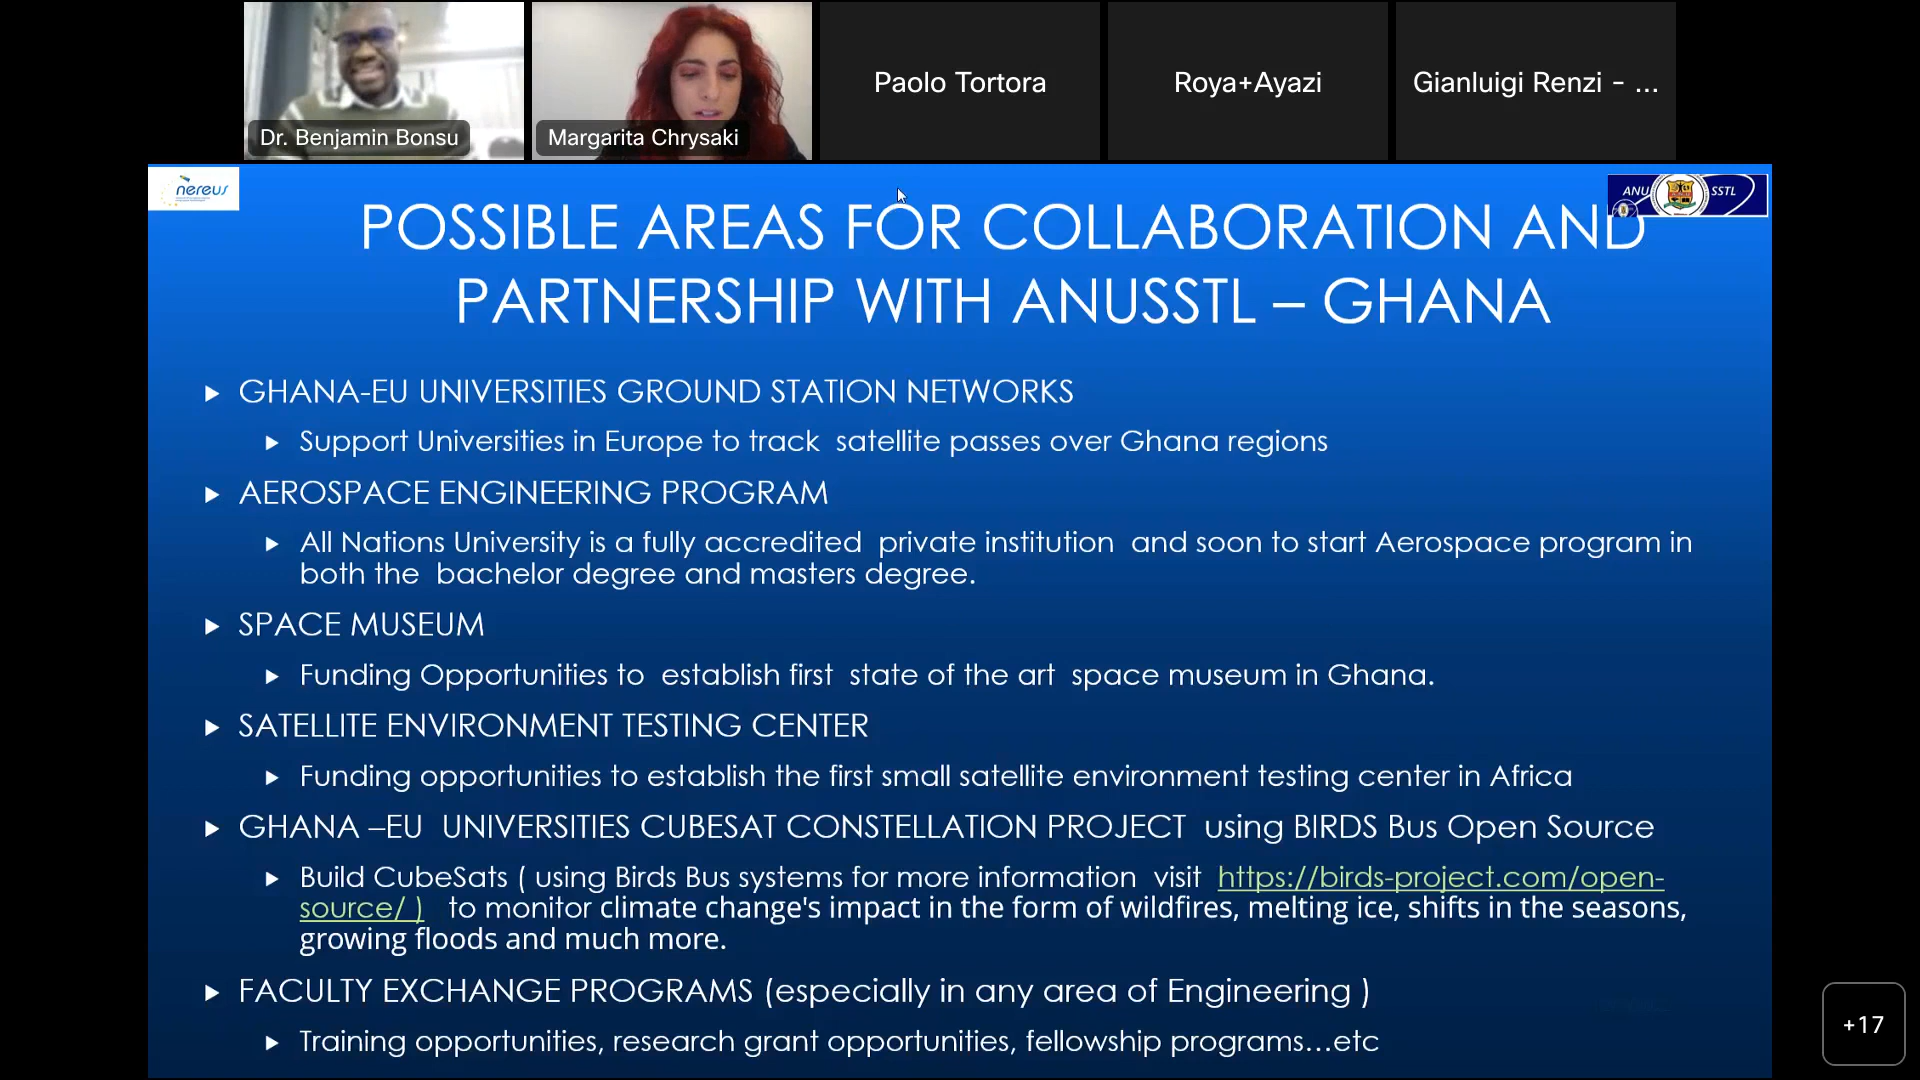 Dr. Benjamin Bonsu
Margarita Chrysaki
Paolo Tortora
Roya+Ayazi
Gianluigi Renzi - ...
nereus
ANU SSTL
POSSIBLE AREAS FOR COLLABORATION AND
PARTNERSHIP WITH ANUSSTL – GHANA
GHANA-EU UNIVERSITIES GROUND STATION NETWORKS
Support Universities in Europe to track satellite passes over Ghana regions
AEROSPACE ENGINEERING PROGRAM
All Nations University is a fully accredited private institution and soon to start Aerospace program in
both the bachelor degree and masters degree.
SPACE MUSEUM
Funding Opportunities to establish first state of the art space museum in Ghana.
SATELLITE ENVIRONMENT TESTING CENTER
Funding opportunities to establish the first small satellite environment testing center in Africa
GHANA –EU UNIVERSITIES CUBESAT CONSTELLATION PROJECT using BIRDS Bus Open Source
Build CubeSats ( using Birds Bus systems for more information visit https://birds-project.com/open-
source/ ) to monitor climate change's impact in the form of wildfires, melting ice, shifts in the seasons,
growing floods and much more.
FACULTY EXCHANGE PROGRAMS (especially in any area of Engineering )
Training opportunities, research grant opportunities, fellowship programs...etc
+17